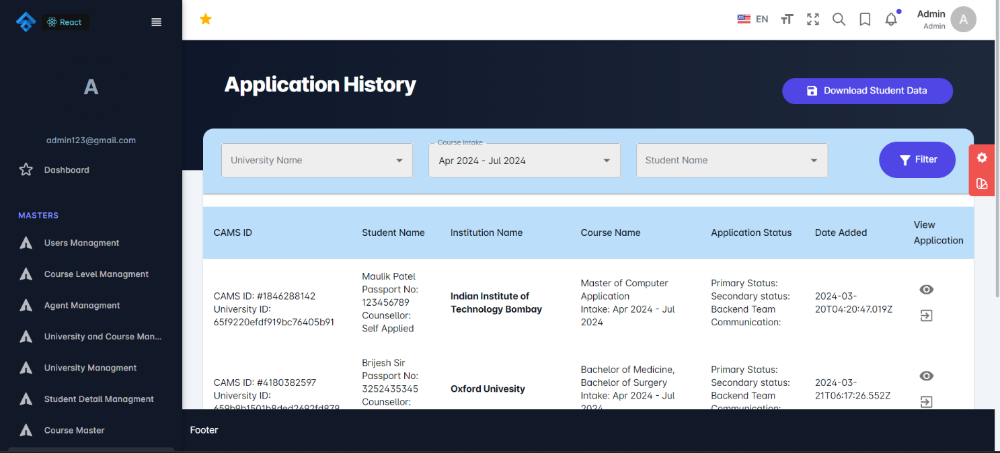 React
EN
Admin
Admin
A
A
admin123@gmail.com
Dashboard
MASTERS
Users Managment
Course Level Managment
Agent Managment
University and Course Man...
University Managment
Student Detail Managment
Course Master
Application History
Download Student Data
University Name
Course Intake
Apr 2024 - Jul 2024
Student Name
Filter
CAMS ID
Student Name
Institution Name
Course Name
Application Status
Date Added
View
Application
CAMS ID: #1846288142
University ID:
65f9220efdf919bc76405b91
Maulik Patel
Passport No:
123456789
Counsellor:
Self Applied
Indian Institute of
Technology Bombay
Master of Computer
Application
Intake: Apr 2024 - Jul
2024
Primary Status:
Secondary status:
Backend Team
Communication:
2024-03-
20T04:20:47.019Z
CAMS ID: #4180382597
University ID:
659b9b1501b8ded2692fd879
Brijesh Sir
Passport No:
3252435345
Counsellor:
Oxford Univesity
Bachelor of Medicine,
Bachelor of Surgery
Intake: Apr 2024 - Jul
2024
Primary Status:
Secondary status:
Backend Team
Communication:
2024-03-
21T06:17:26.552Z
Footer